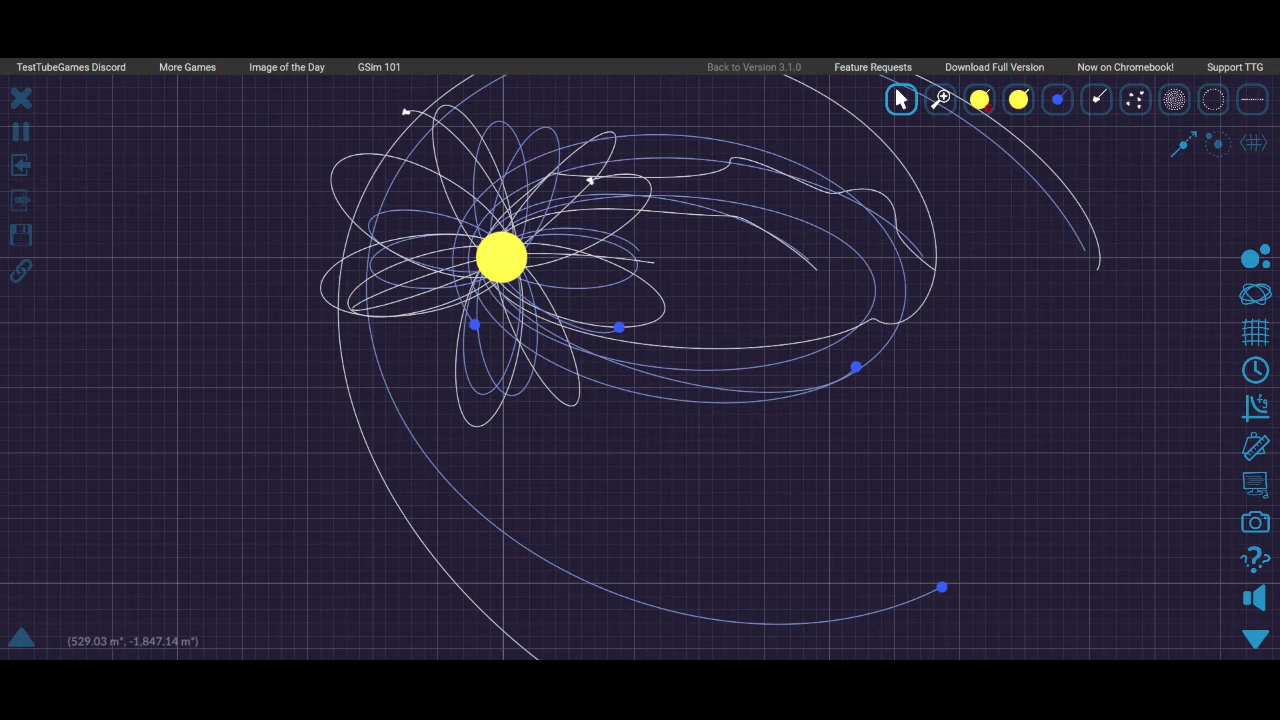 TestTubeGames Discord More Games Image of the Day GSim 101 Back to Version 3.1.0 Feature Requests Download Full Version Now on Chromebook! Support TTG
(529.03 m*, -1,847.14 m*)